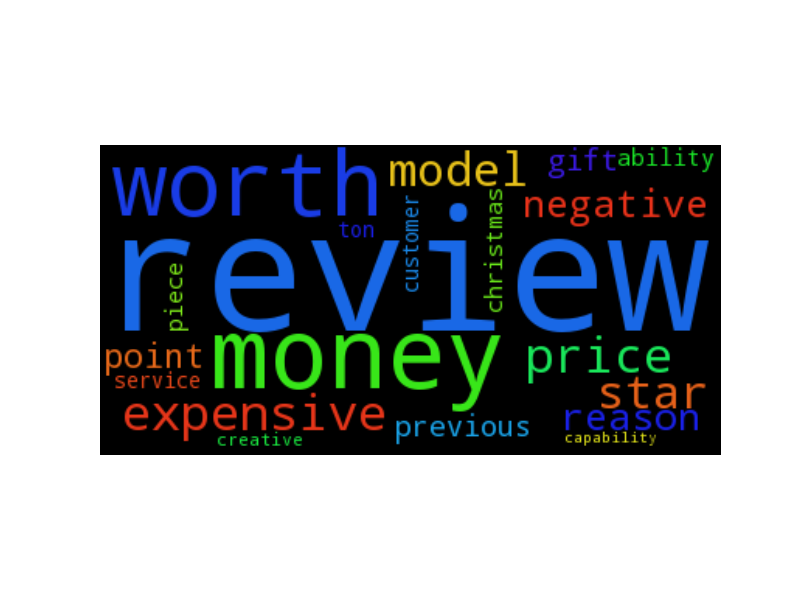 worth model gift ability
negative
ton customer christmas
review
piece
money
point price
service star
expensive previous reason
creative capability